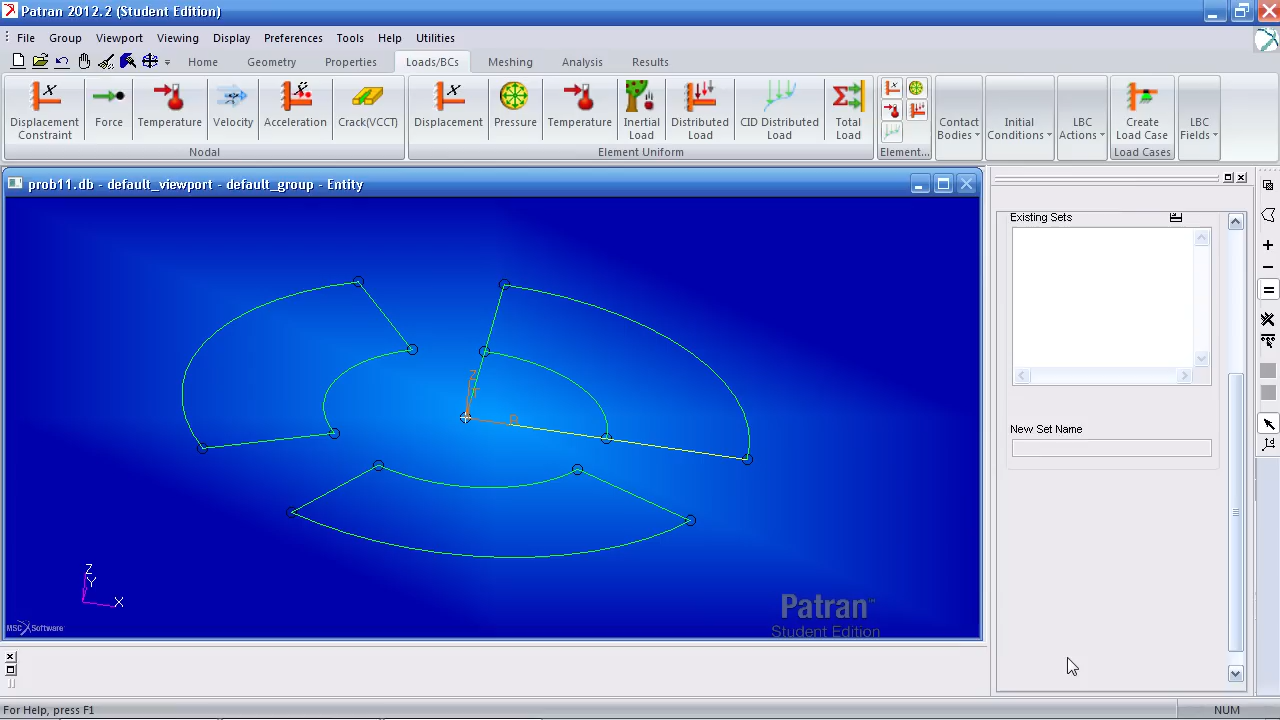 Patran 2012.2 (Student Edition)
File Group Viewport Viewing Display Preferences Tools Help Utilities
Home Geometry Properties Loads/BCs Meshing Analysis Results
Displacement Constraint
Force
Temperature
Velocity
Acceleration
Crack(VCCT)
Displacement
Pressure
Temperature
Inertial Load
Distributed Load
CID Distributed Load
Total Load
Contact Bodies
Initial Conditions
LBC Actions
Create Load Case
LBC Fields
Nodal
Element Uniform
Element...
Load Cases
prob11.db - default_viewport - default_group - Entity
Existing Sets
New Set Name
Z
T
R
Z
Y
X
MSC Software
Patran
Student Edition
For Help, press F1
NUM